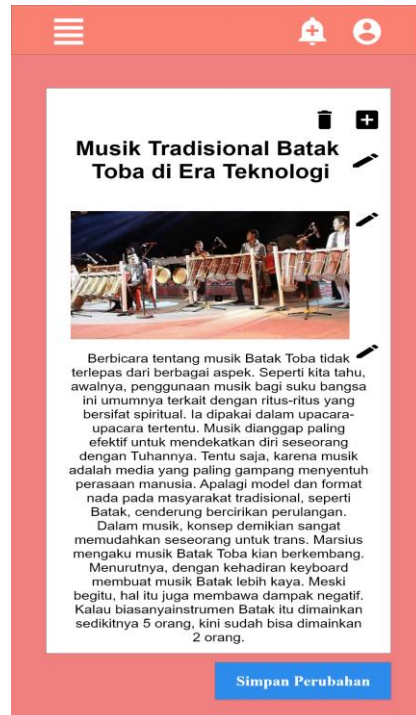 Musik Tradisional Batak
Toba di Era Teknologi
Berbicara tentang musik Batak Toba tidak
terlepas dari berbagai aspek. Seperti kita tahu,
awalnya, penggunaan musik bagi suku bangsa
ini umumnya terkait dengan ritus-ritus yang
bersifat spiritual. Ia dipakai dalam upacara-
upacara tertentu. Musik dianggap paling
efektif untuk mendekatkan diri seseorang
dengan Tuhannya. Tentu saja, karena musik
adalah media yang paling gampang menyentuh
perasaan manusia. Apalagi model dan format
nada pada masyarakat tradisional, seperti
Batak, cenderung bercirikan perulangan.
Dalam musik, konsep demikian sangat
memudahkan seseorang untuk trans. Marsius
mengaku musik Batak Toba kian berkembang.
Menurutnya, dengan kehadiran keyboard
membuat musik Batak lebih kaya. Meski
begitu, hal itu juga membawa dampak negatif.
Kalau biasanyainstrumen Batak itu dimainkan
sedikitnya 5 orang, kini sudah bisa dimainkan
2 orang.
Simpan Perubahan